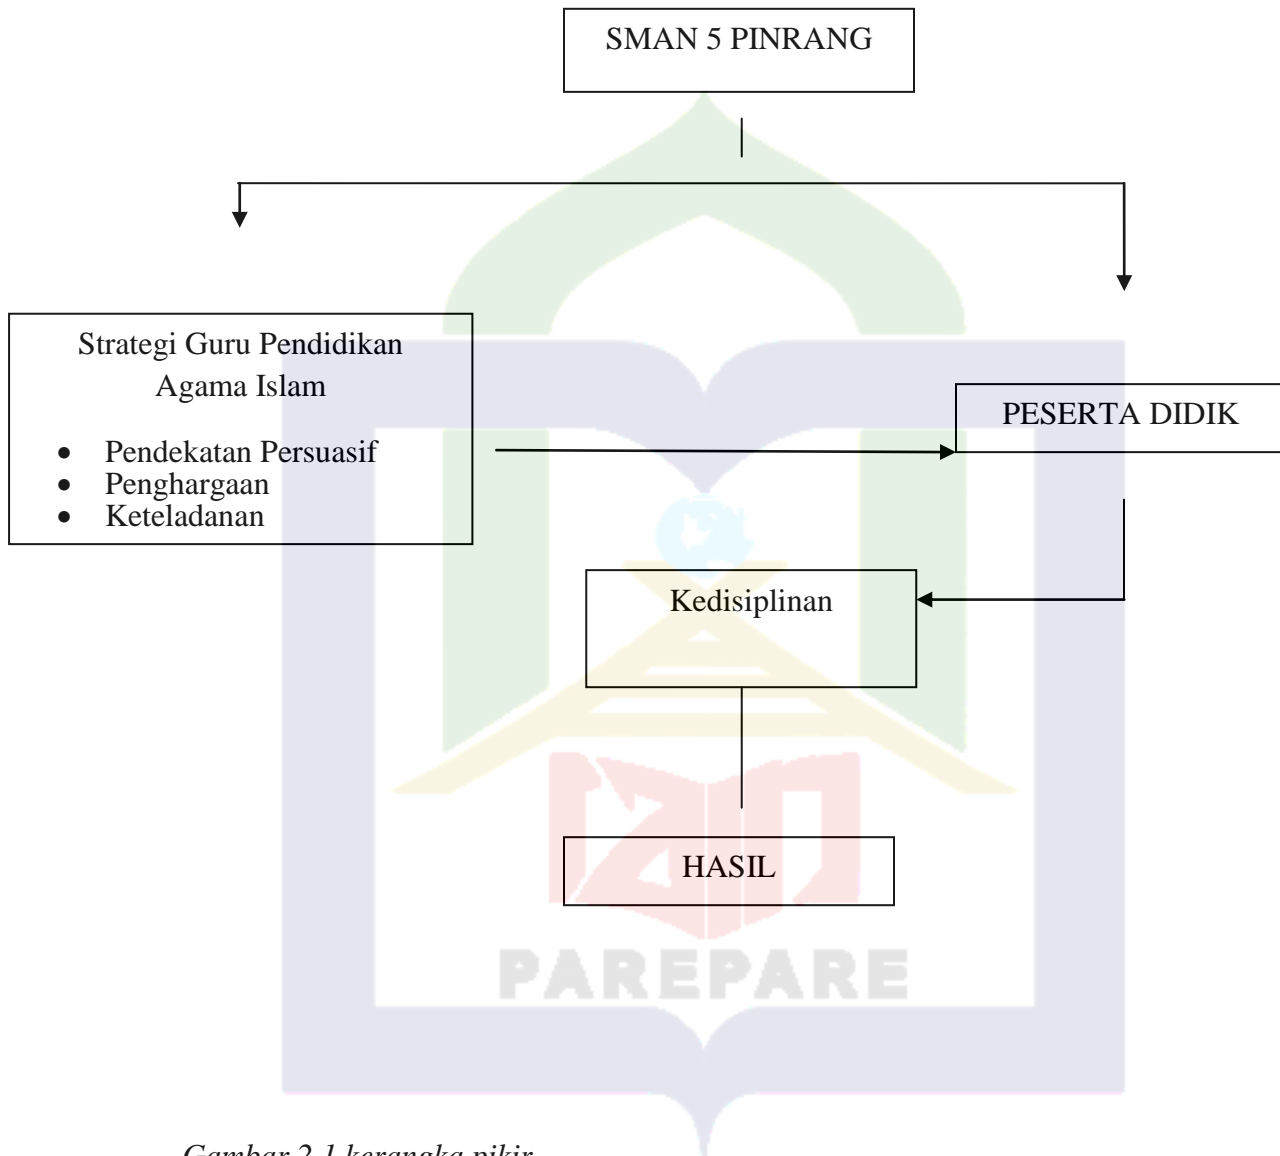 SMAN 5 PINRANG
Strategi Guru Pendidikan
Agama Islam
• Pendekatan Persuasif
• Penghargaan
• Keteladanan
PESERTA DIDIK
Kedisiplinan
HASIL
iain
PAREPARE
Gambar 2.1 kerangka pikir